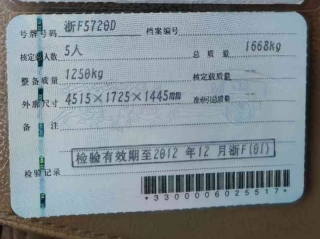 号牌号码 浙F5720D 档案编号
核定载人数 5人 总质量 1668kg
整备质量 1250kg 核定载质量 --
外廓尺寸 4515×1725×1445mm 准牵引总质量 --
备注
检验有效期至2012年12月浙F(01)
检验记录
*3300006025517*